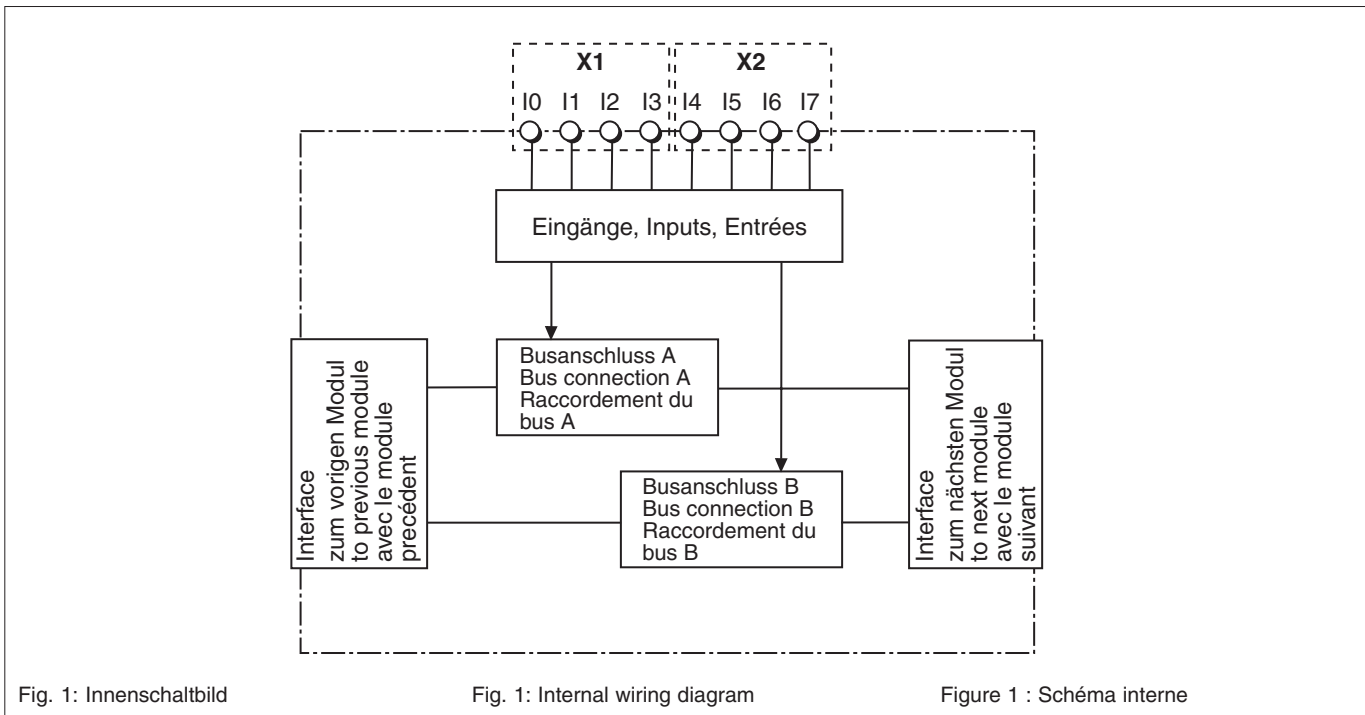 X1 X2
I0 I1 I2 I3 I4 I5 I6 I7
Eingänge, Inputs, Entrées
Interface
zum vorigen Modul
to previous module
avec le module
precédent
Busanschluss A
Bus connection A
Raccordement du
bus A
Busanschluss B
Bus connection B
Raccordement du
bus B
Interface
zum nächsten Modul
to next module
avec le module
suivant
Fig. 1: Innenschaltbild
Fig. 1: Internal wiring diagram
Figure 1 : Schéma interne